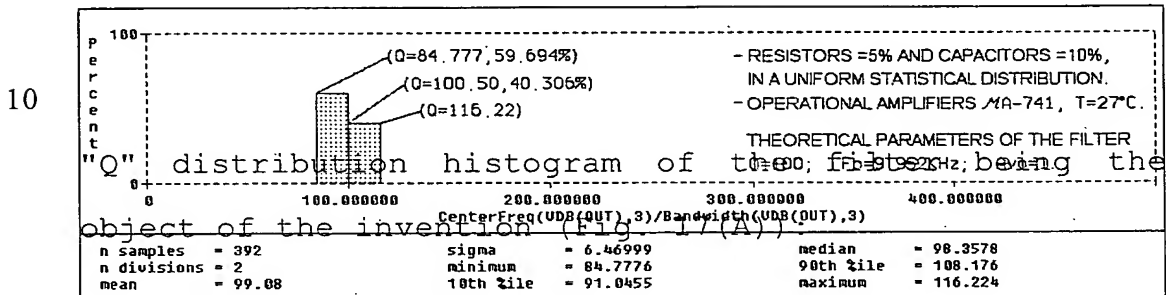 100
Percent
(Q=84.777,59.694%)
(Q=100.50,40.306%)
(Q=116.22)
- RESISTORS =5% AND CAPACITORS =10%,
IN A UNIFORM STATISTICAL DISTRIBUTION.
- OPERATIONAL AMPLIFIERS µA-741, T=27°C.
10
THEORETICAL PARAMETERS OF THE FILTER
"Q" distribution histogram of the filter being the
0
0
100.000000
200.000000
300.000000
400.000000
CenterFreq(VDB(OUT),3)/Bandwidth(VDB(OUT),3)
object of the invention (Fig. 17(A)):
n samples = 392
sigma = 6.46999
median = 98.3578
n divisions = 2
minimum = 84.7776
90th %ile = 108.176
mean = 99.08
10th %ile = 91.0455
maximum = 116.224